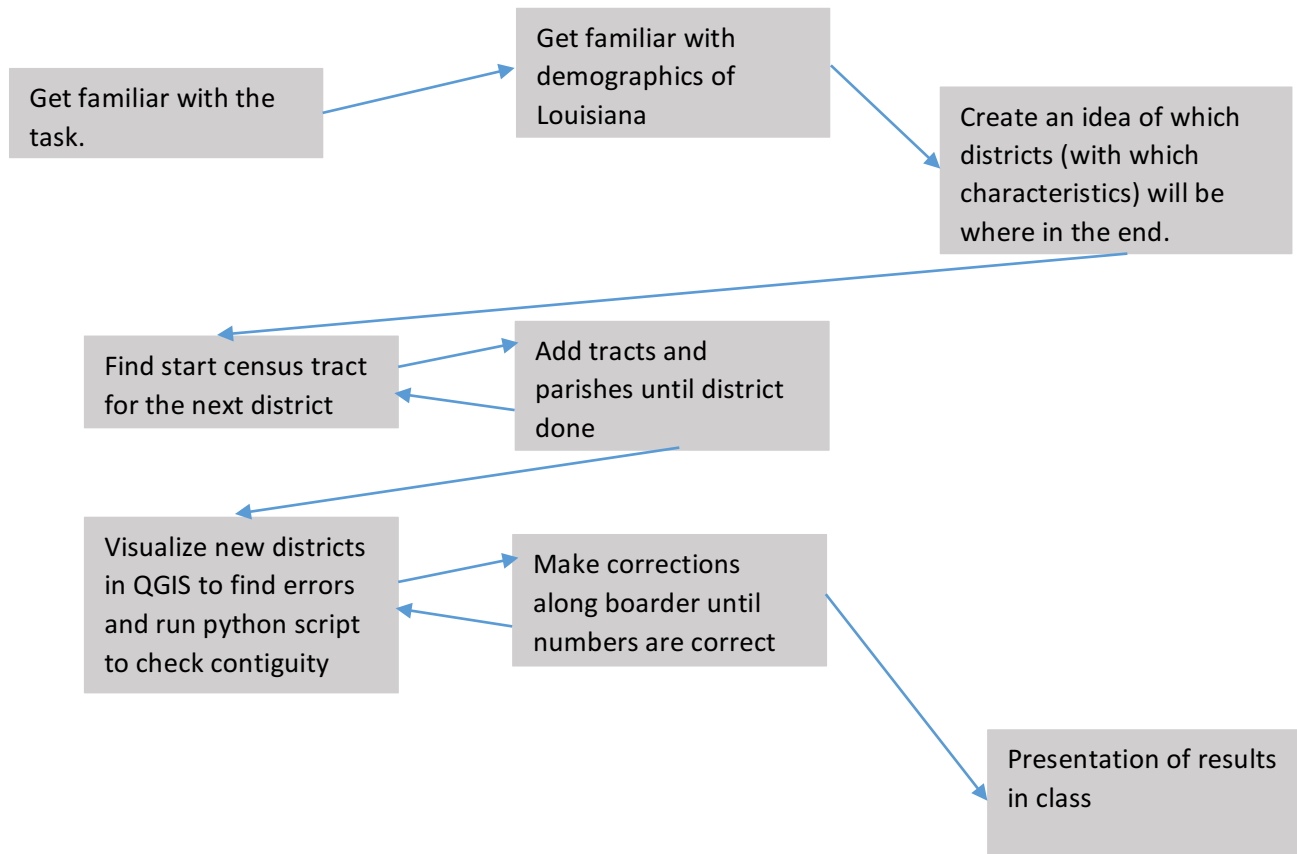 Get familiar with the
task.
Get familiar with
demographics of
Louisiana
Create an idea of which
districts (with which
characteristics) will be
where in the end.
Find start census tract
for the next district
Add tracts and
parishes until district
done
Visualize new districts
in QGIS to find errors
and run python script
to check contiguity
Make corrections
along boarder until
numbers are correct
Presentation of results
in class